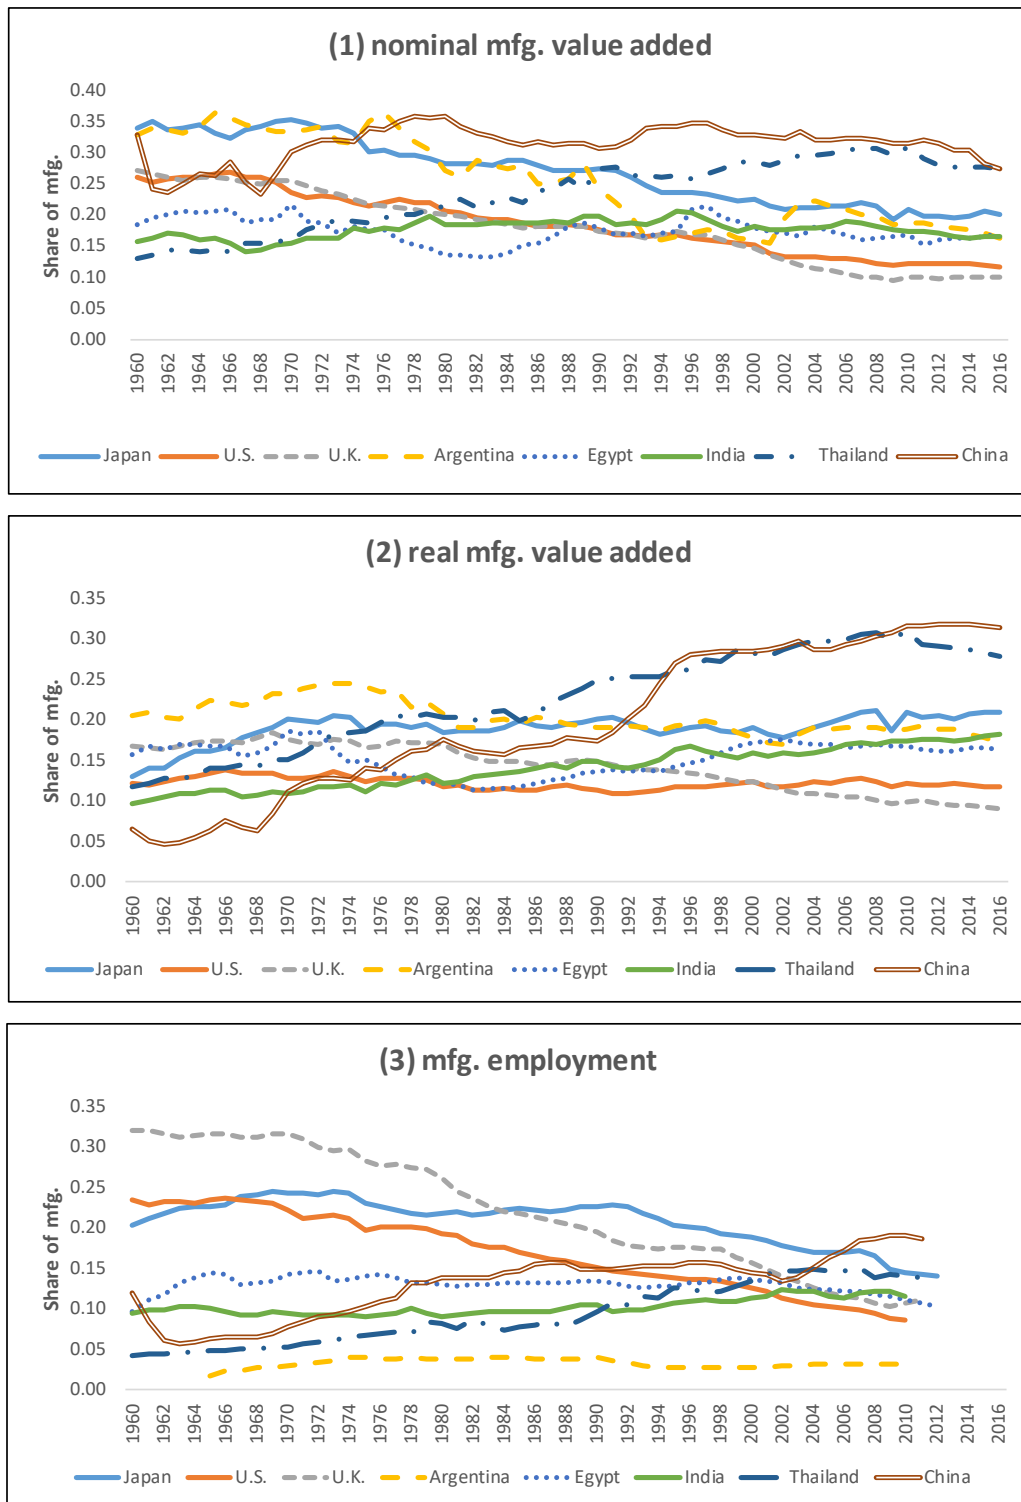 (1) nominal mfg. value added
Share of mfg.
0.40
0.35
0.30
0.25
0.20
0.15
0.10
0.05
0.00
1960 1962 1964 1966 1968 1970 1972 1974 1976 1978 1980 1982 1984 1986 1988 1990 1992 1994 1996 1998 2000 2002 2004 2006 2008 2010 2012 2014 2016
Japan U.S. U.K. Argentina Egypt India Thailand China
(2) real mfg. value added
Share of mfg.
0.35
0.30
0.25
0.20
0.15
0.10
0.05
0.00
1960 1962 1964 1966 1968 1970 1972 1974 1976 1978 1980 1982 1984 1986 1988 1990 1992 1994 1996 1998 2000 2002 2004 2006 2008 2010 2012 2014 2016
Japan U.S. U.K. Argentina Egypt India Thailand China
(3) mfg. employment
Share of mfg.
0.35
0.30
0.25
0.20
0.15
0.10
0.05
0.00
1960 1962 1964 1966 1968 1970 1972 1974 1976 1978 1980 1982 1984 1986 1988 1990 1992 1994 1996 1998 2000 2002 2004 2006 2008 2010 2012 2014 2016
Japan U.S. U.K. Argentina Egypt India Thailand China